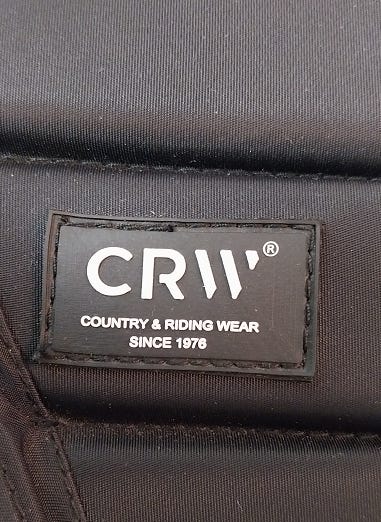 CRW®
COUNTRY & RIDING WEAR
SINCE 1976